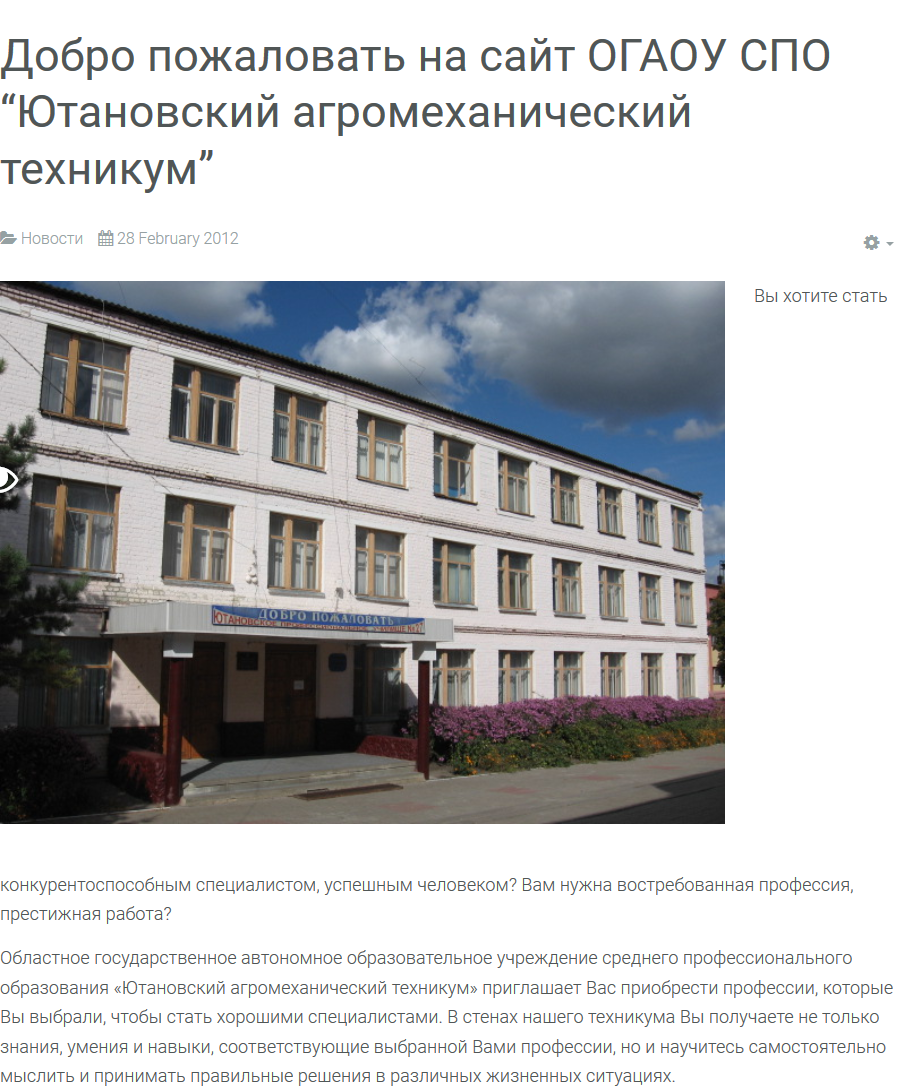 Добро пожаловать на сайт ОГАОУ СПО
“Ютановский агромеханический
техникум”
Новости 28 February 2012
Вы хотите стать
ДОБРО ПОЖАЛОВАТЬ
ЮТАНОВСКОЕ ПРОФЕССИОНАЛЬНОЕ УЧИЛИЩЕ
конкурентоспособным специалистом, успешным человеком? Вам нужна востребованная профессия,
престижная работа?
Областное государственное автономное образовательное учреждение среднего профессионального
образования «Ютановский агромеханический техникум» приглашает Вас приобрести профессии, которые
Вы выбрали, чтобы стать хорошими специалистами. В стенах нашего техникума Вы получаете не только
знания, умения и навыки, соответствующие выбранной Вами профессии, но и научитесь самостоятельно
мыслить и принимать правильные решения в различных жизненных ситуациях.